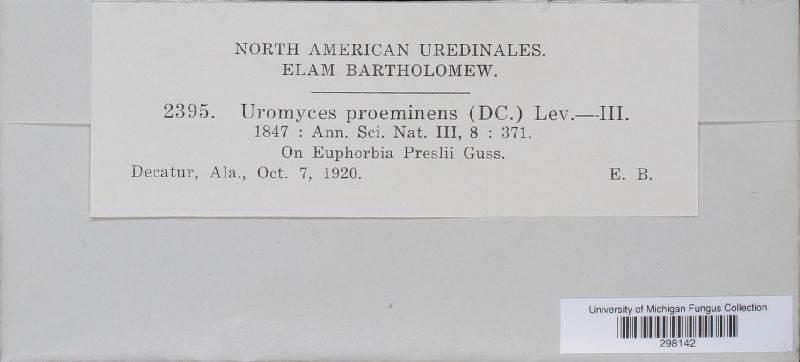 NORTH AMERICAN UREDINALES.
ELAM BARTHOLOMEW.
2395. Uromyces proeminens (DC.) Lev.—III.
1847 : Ann. Sci. Nat. III, 8 : 371.
On Euphorbia Preslii Guss.
Decatur, Ala., Oct. 7, 1920. E. B.
University of Michigan Fungus Collection
298142